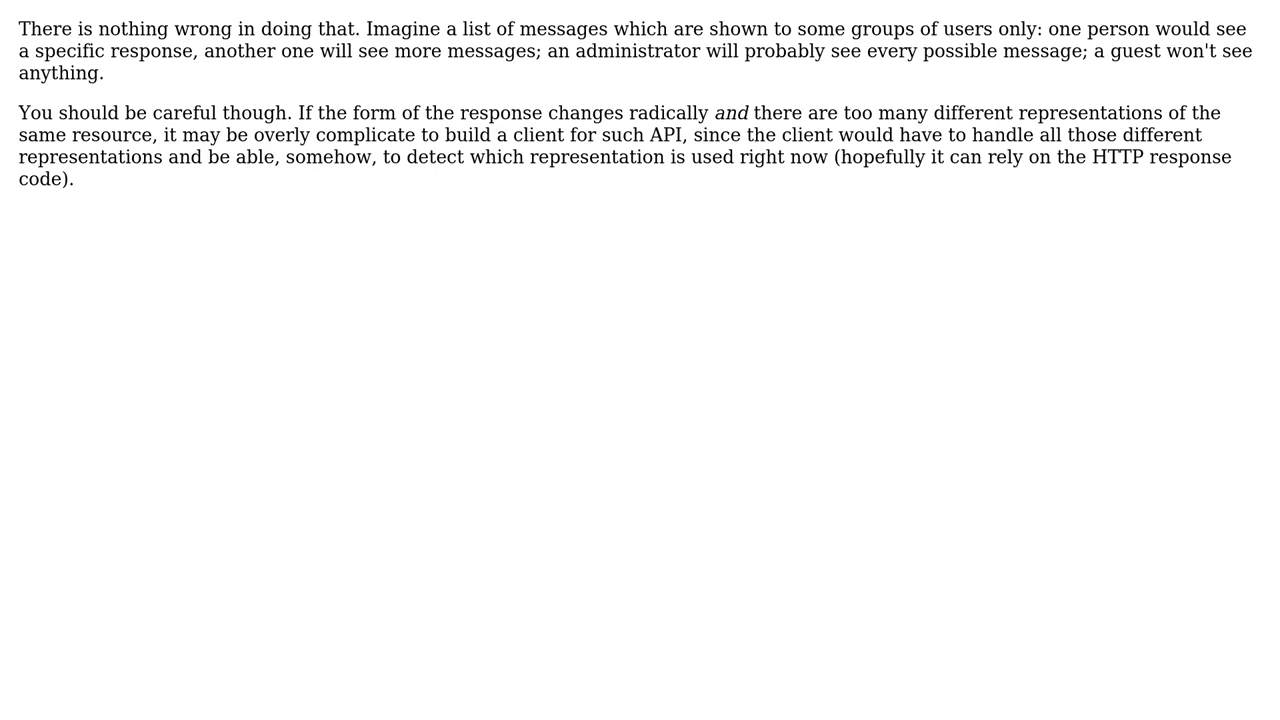 There is nothing wrong in doing that. Imagine a list of messages which are shown to some groups of users only: one person would see
a specific response, another one will see more messages; an administrator will probably see every possible message; a guest won't see
anything.
You should be careful though. If the form of the response changes radically and there are too many different representations of the
same resource, it may be overly complicate to build a client for such API, since the client would have to handle all those different
representations and be able, somehow, to detect which representation is used right now (hopefully it can rely on the HTTP response
code).